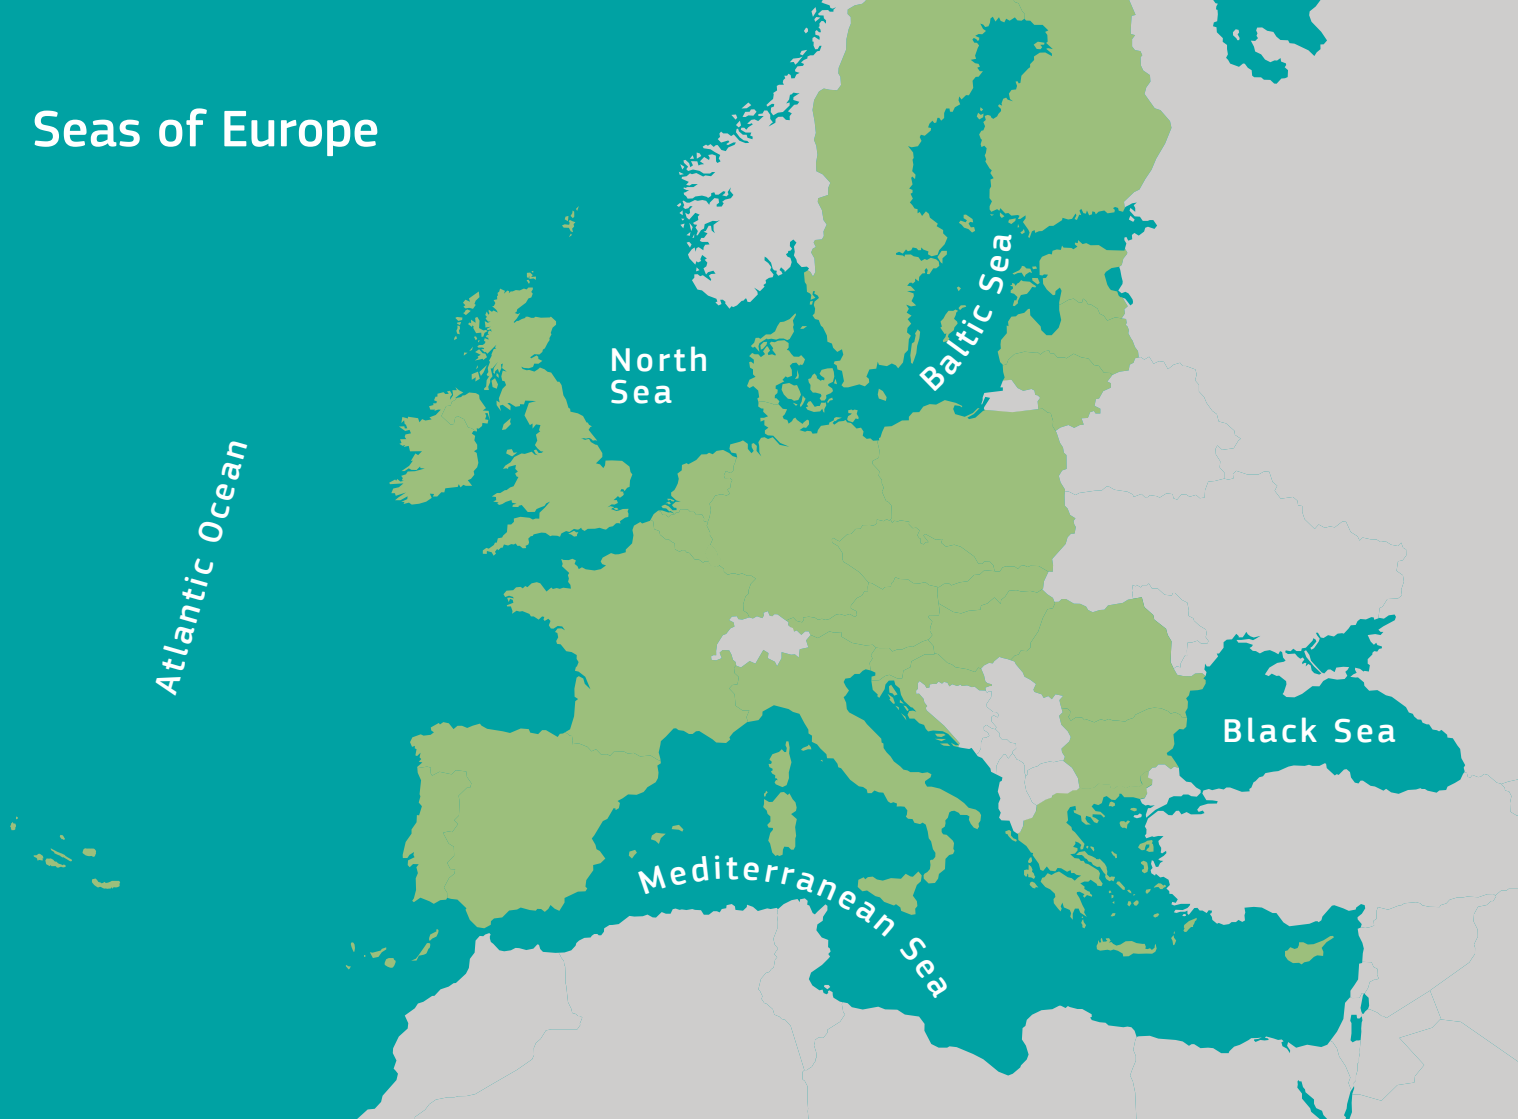 Seas of Europe
North
Sea
Baltic Sea
Atlantic Ocean
Black Sea
Mediterranean Sea